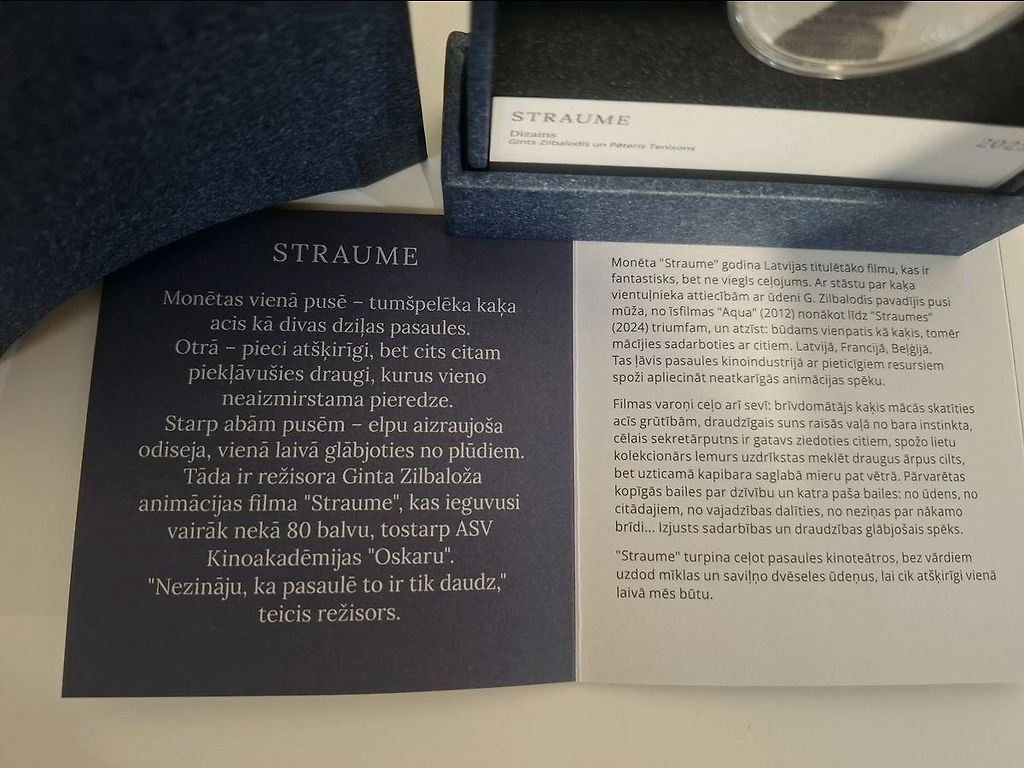 STRAUME
Dizains
Gints Zilbalodis un Pēteris Tenisons
2025
STRAUME
Monētas vienā pusē – tumšpelēka kaķa
acis kā divas dziļas pasaules.
Otrā – pieci atšķirīgi, bet cits citam
piekļāvušies draugi, kurus vieno
neaizmirstama pieredze.
Starp abām pusēm – elpu aizraujoša
odiseja, vienā laivā glābjoties no plūdiem.
Tāda ir režisora Ginta Zilbaloža
animācijas filma "Straume", kas ieguvusi
vairāk nekā 80 balvu, tostarp ASV
Kinoakadēmijas "Oskaru".
"Nezināju, ka pasaulē to ir tik daudz,"
teicis režisors.
Monēta "Straume" godina Latvijas titulētāko filmu, kas ir
fantastisks, bet ne viegls ceļojums. Ar stāstu par kaķa
vientuļnieka attiecībām ar ūdeni G. Zilbalodis pavadījis pusi
mūža, no īsfilmas "Aqua" (2012) nonākot līdz "Straumes"
(2024) triumfam, un atzīst: būdams vienpatis kā kaķis, tomēr
mācījies sadarboties ar citiem. Latvijā, Francijā, Beļģijā.
Tas ļāvis pasaules kinoindustrijā ar pieticīgiem resursiem
spoži apliecināt neatkarīgās animācijas spēku.
Filmas varoņi ceļo arī sevī: brīvdomātājs kaķis mācās skatīties
acīs grūtībām, draudzīgais suns raisās vaļā no bara instinkta,
cēlais sekretārputns ir gatavs ziedoties citiem, spožo lietu
kolekcionārs lemurs uzdrīkstas meklēt draugus ārpus cilts,
bet uzticamā kapibara saglabā mieru pat vētrā. Pārvarētas
kopīgās bailes par dzīvību un katra paša bailes: no ūdens, no
citādajiem, no vajadzības dalīties, no neziņas par nākamo
brīdi... Izjusts sadarbības un draudzības glābjošais spēks.
"Straume" turpina ceļot pasaules kinoteātros, bez vārdiem
uzdod mīklas un saviļņo dvēseles ūdeņus, lai cik atšķirīgi vienā
laivā mēs būtu.